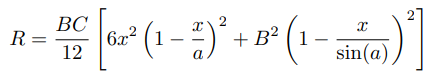 R = \frac{BC}{12} \left[ 6x^2 \left( 1 - \frac{x}{a} \right)^2 + B^2 \left( 1 - \frac{x}{\sin(a)} \right)^2 \right]